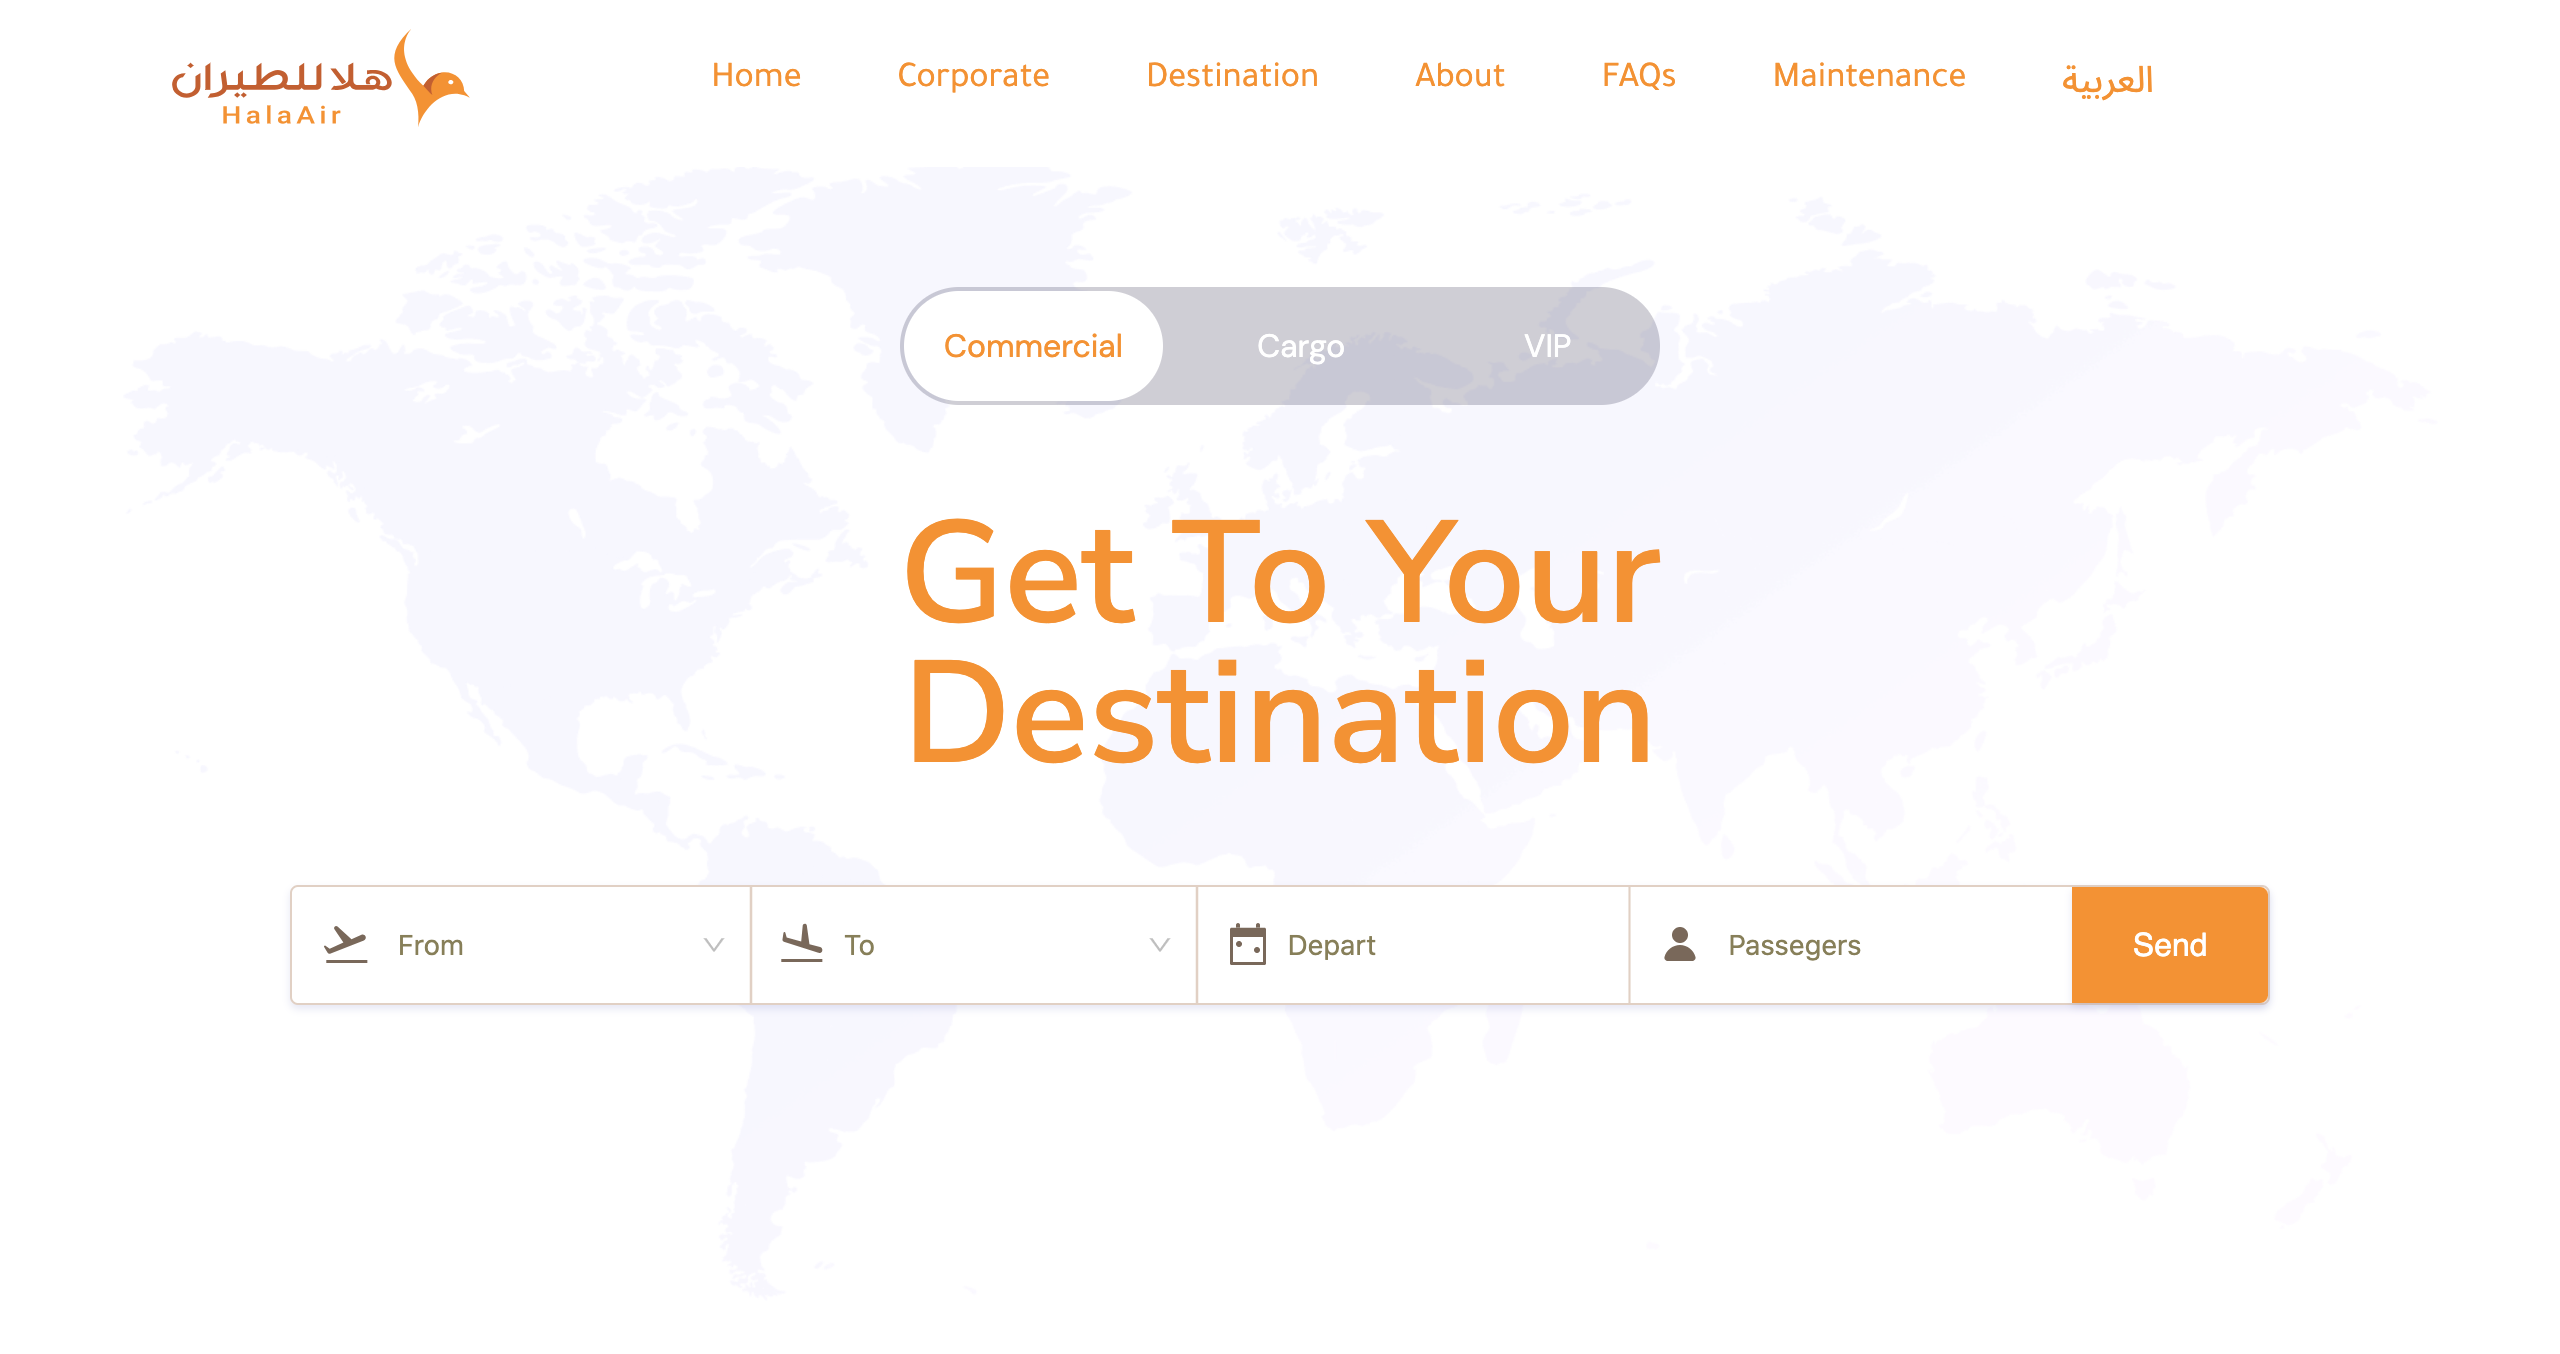 هلا للطيران
HalaAir
Home Corporate Destination About FAQs Maintenance العربية
Commercial Cargo VIP
Get To Your
Destination
From To Depart Passegers Send